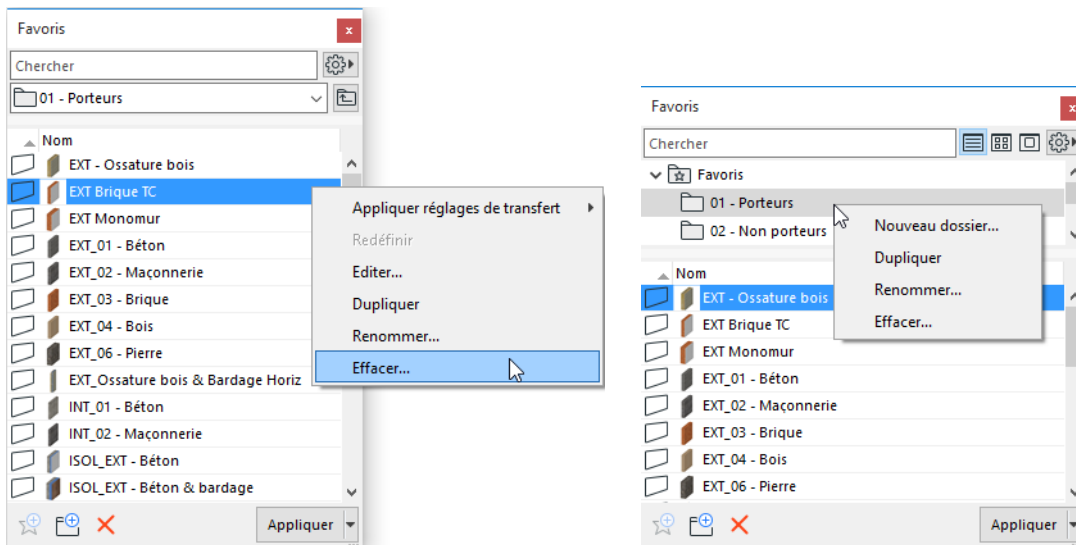 Favoris
Chercher
01 - Porteurs
Nom
EXT - Ossature bois
EXT Brique TC
EXT Monomur
EXT_01 - Béton
EXT_02 - Maçonnerie
EXT_03 - Brique
EXT_04 - Bois
EXT_06 - Pierre
EXT_Ossature bois & Bardage Horiz
INT_01 - Béton
INT_02 - Maçonnerie
ISOL_EXT - Béton
ISOL_EXT - Béton & bardage
Appliquer
Appliquer réglages de transfert
Redéfinir
Editer...
Dupliquer
Renommer...
Effacer...
Favoris
Chercher
Favoris
01 - Porteurs
02 - Non porteurs
Nom
EXT - Ossature bois
EXT Brique TC
EXT Monomur
EXT_01 - Béton
EXT_02 - Maçonnerie
EXT_03 - Brique
EXT_04 - Bois
EXT_06 - Pierre
Appliquer
Nouveau dossier...
Dupliquer
Renommer...
Effacer...